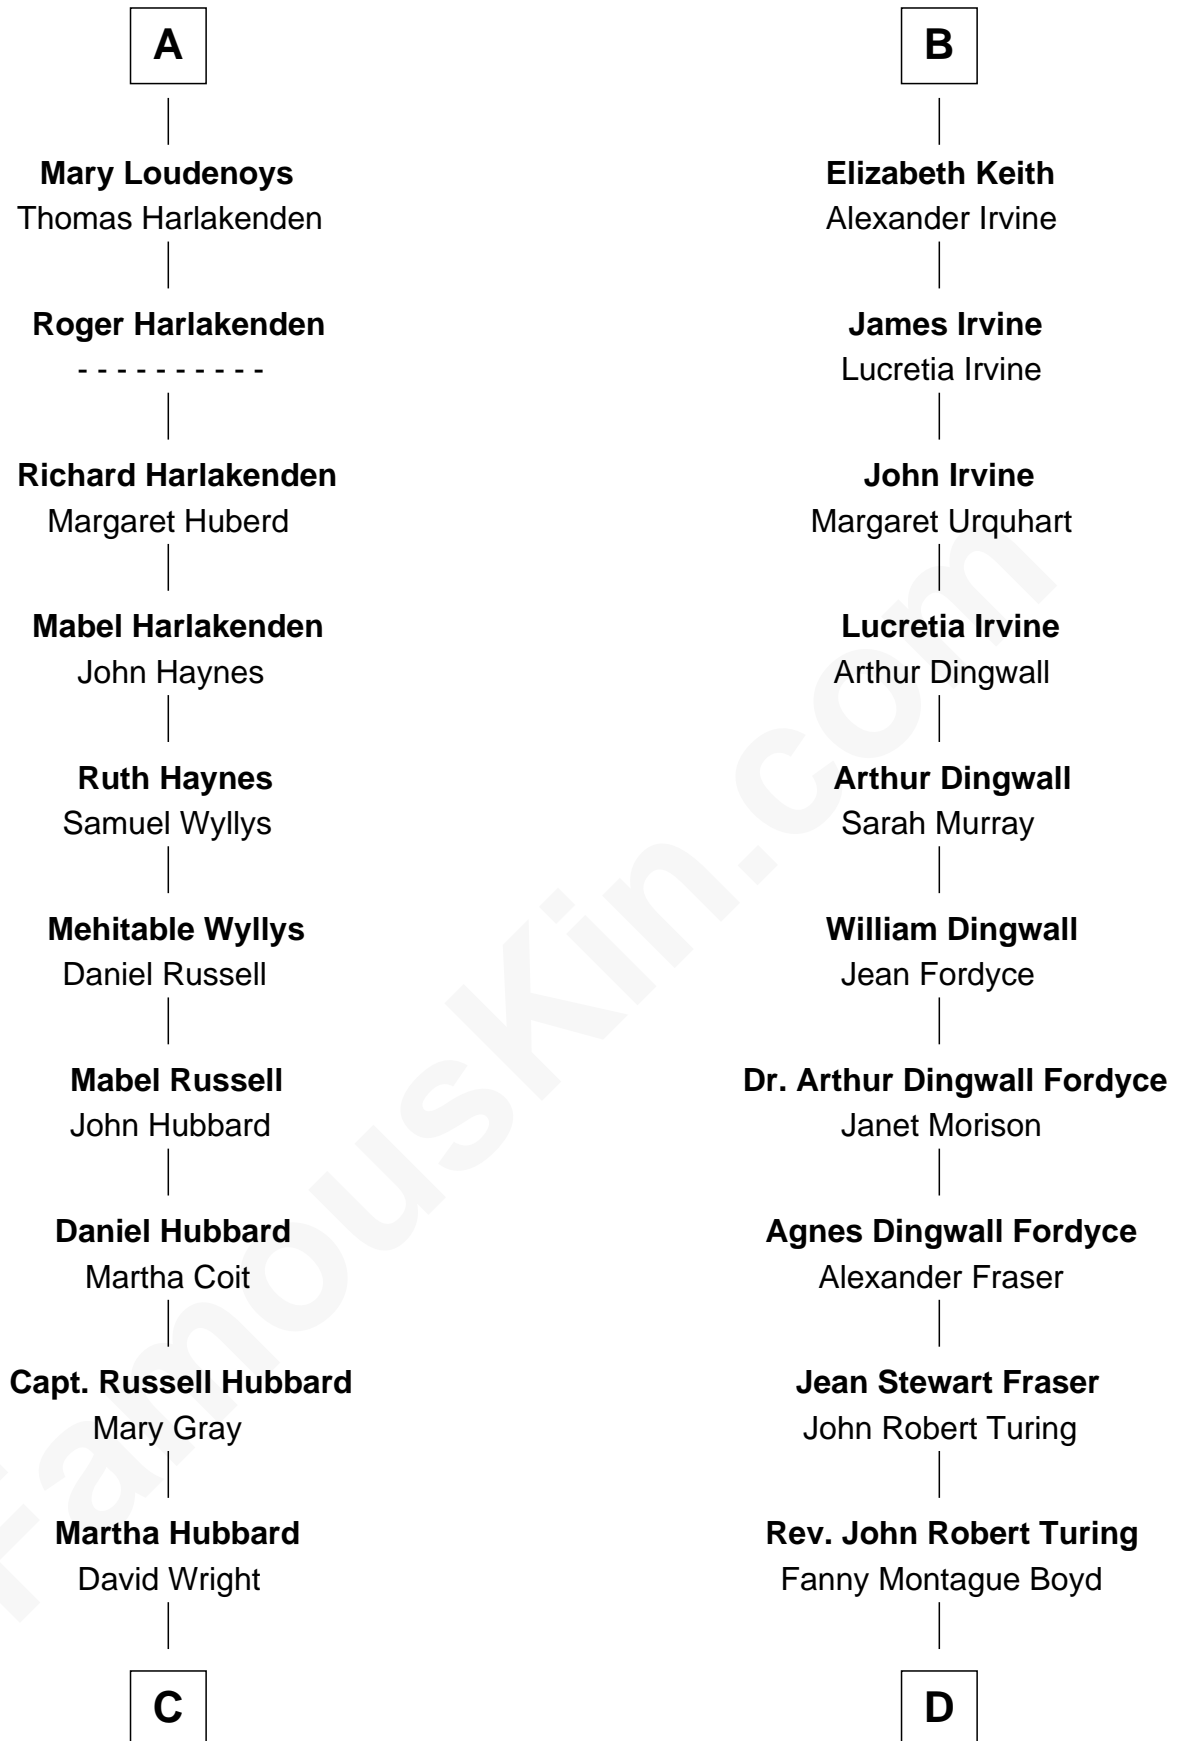 A
Mary Loudenoys
Thomas Harlakenden
Roger Harlakenden
- - - - - - - - - -
Richard Harlakenden
Margaret Huberd
Mabel Harlakenden
John Haynes
Ruth Haynes
Samuel Wyllys
Mehitable Wyllys
Daniel Russell
Mabel Russell
John Hubbard
Daniel Hubbard
Martha Coit
Capt. Russell Hubbard
Mary Gray
Martha Hubbard
David Wright
C
B
Elizabeth Keith
Alexander Irvine
James Irvine
Lucretia Irvine
John Irvine
Margaret Urquhart
Lucretia Irvine
Arthur Dingwall
Arthur Dingwall
Sarah Murray
William Dingwall
Jean Fordyce
Dr. Arthur Dingwall Fordyce
Janet Morison
Agnes Dingwall Fordyce
Alexander Fraser
Jean Stewart Fraser
John Robert Turing
Rev. John Robert Turing
Fanny Montague Boyd
D
FamousKin.com